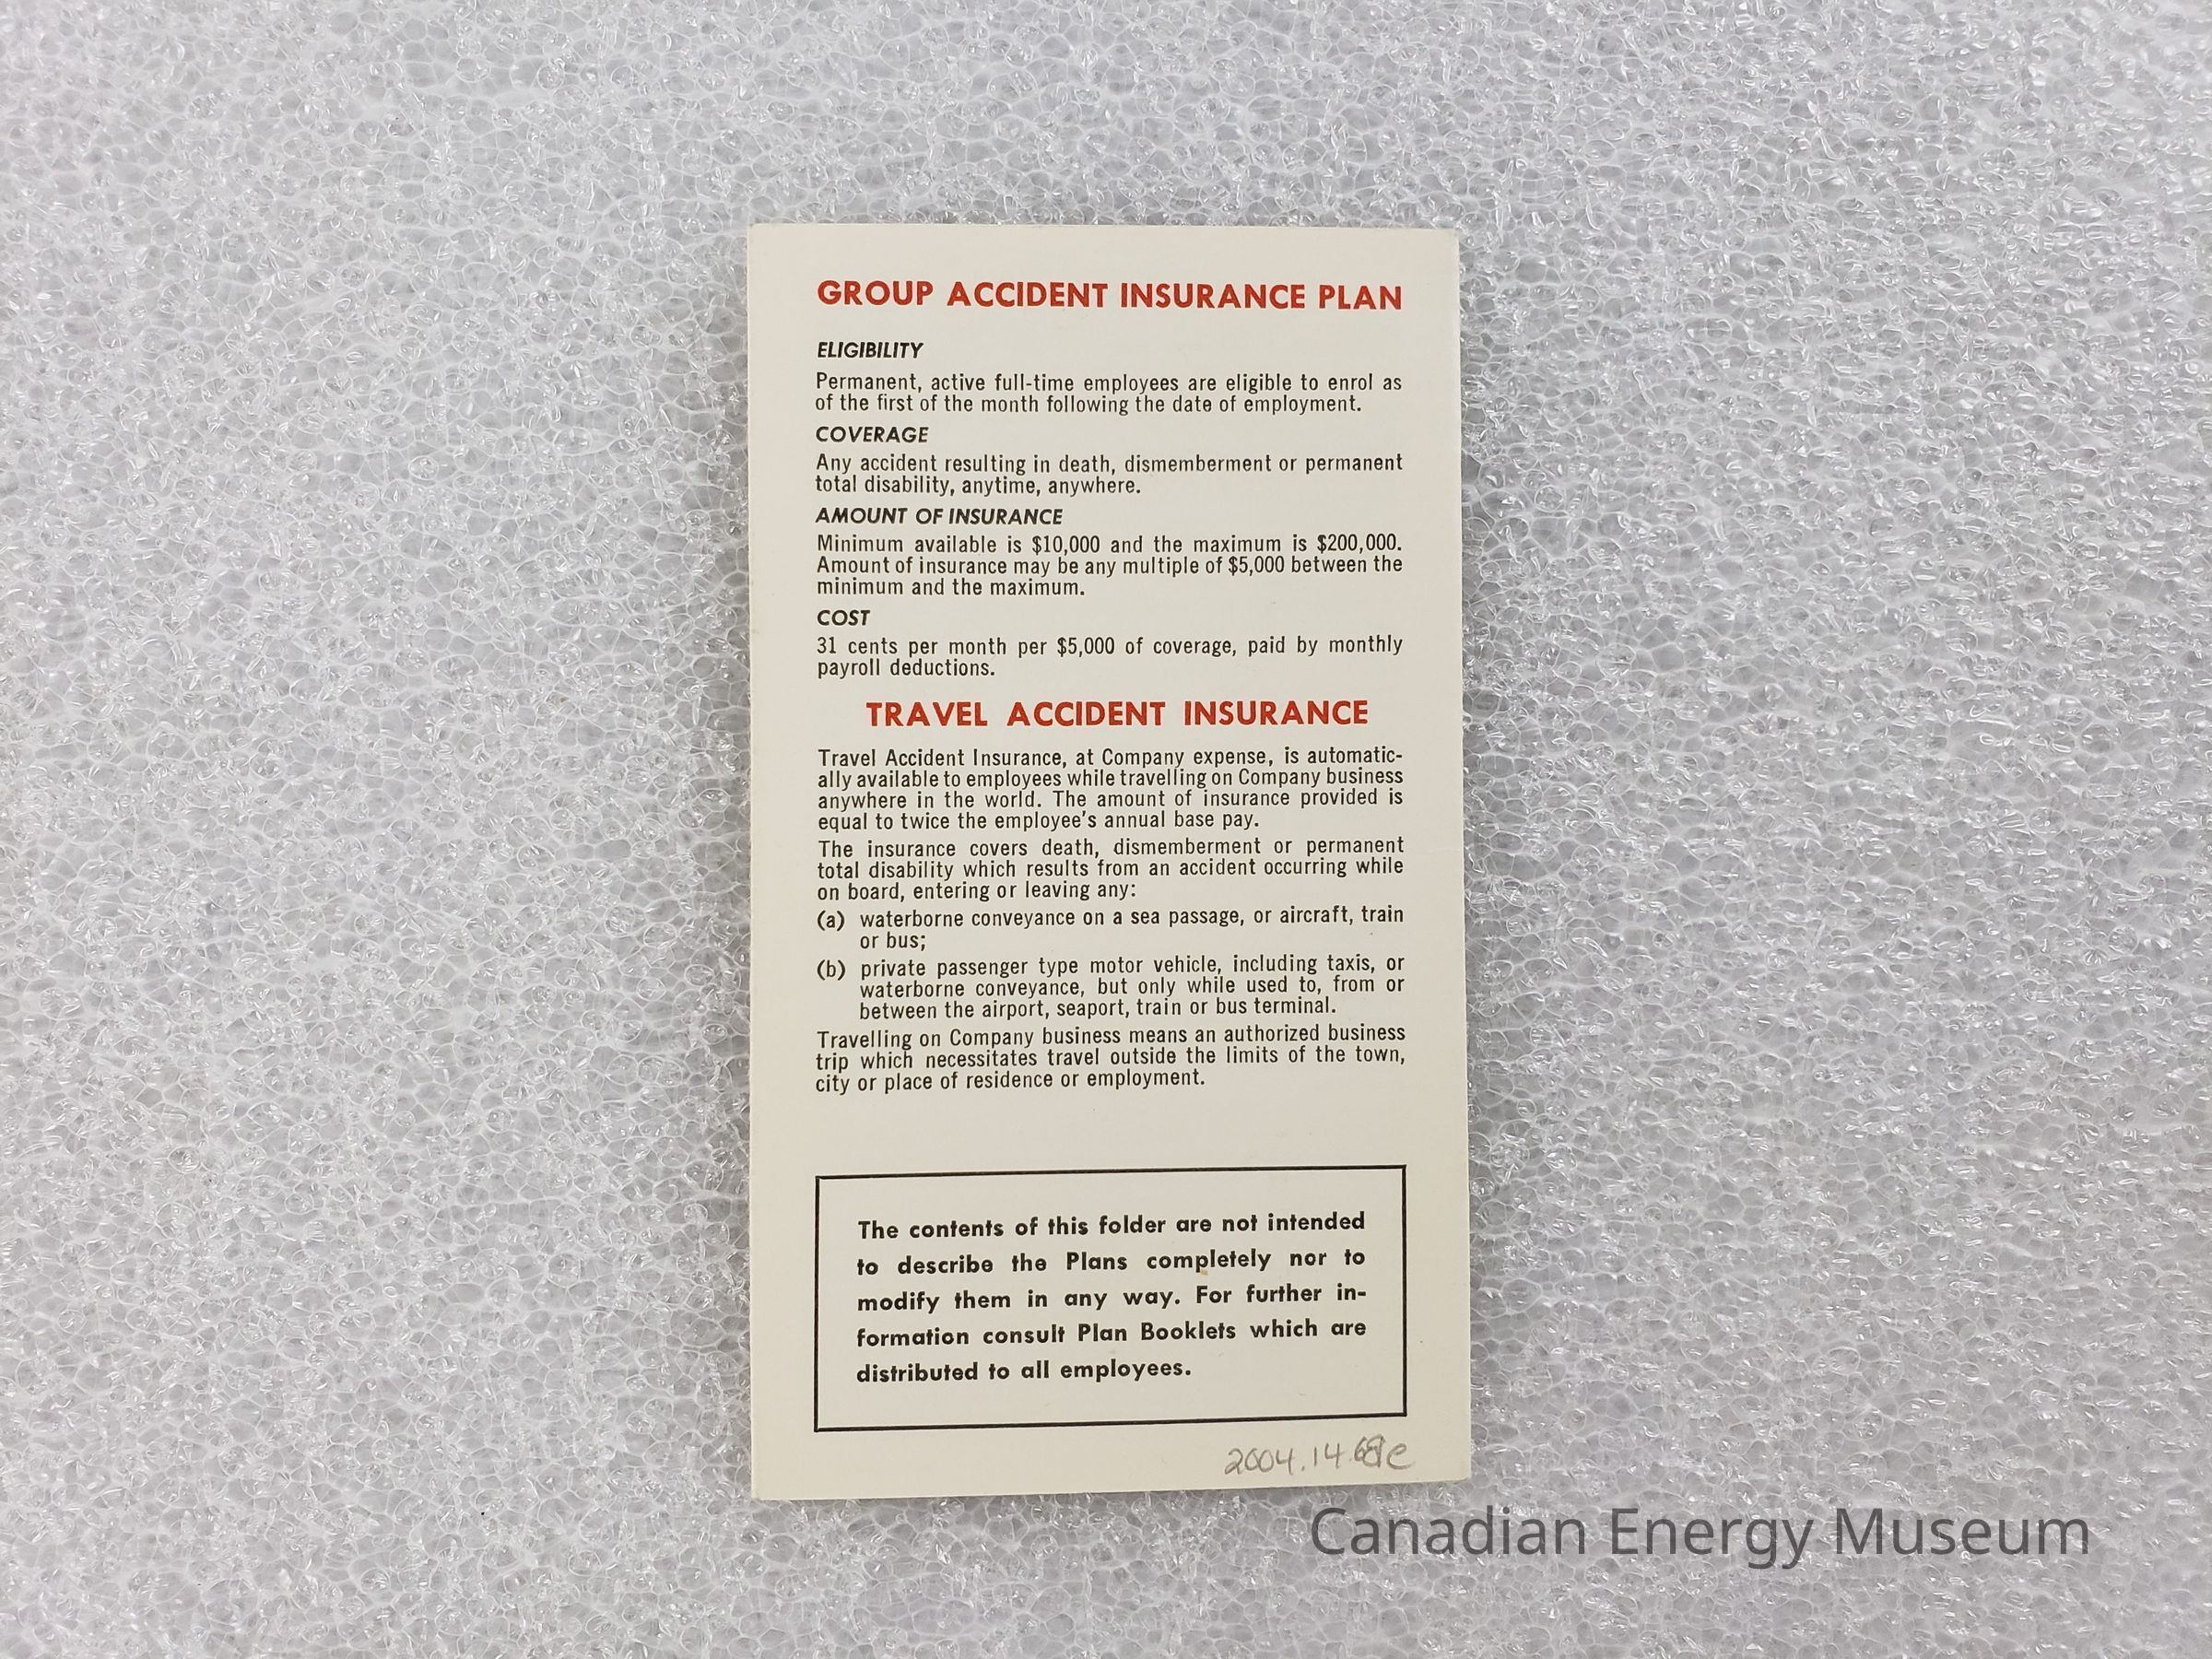 GROUP ACCIDENT INSURANCE PLAN
ELIGIBILITY
Permanent, active full-time employees are eligible to enrol as
of the first of the month following the date of employment.
COVERAGE
Any accident resulting in death, dismemberment or permanent
total disability, anytime, anywhere.
AMOUNT OF INSURANCE
Minimum available is $10,000 and the maximum is $200,000.
Amount of insurance may be any multiple of $5,000 between the
minimum and the maximum.
COST
31 cents per month per $5,000 of coverage, paid by monthly
payroll deductions.
TRAVEL ACCIDENT INSURANCE
Travel Accident Insurance, at Company expense, is automatic-
ally available to employees while travelling on Company business
anywhere in the world. The amount of insurance provided is
equal to twice the employee's annual base pay.
The insurance covers death, dismemberment or permanent
total disability which results from an accident occurring while
on board, entering or leaving any:
(a) waterborne conveyance on a sea passage, or aircraft, train
or bus;
(b) private passenger type motor vehicle, including taxis, or
waterborne conveyance, but only while used to, from or
between the airport, seaport, train or bus terminal.
Travelling on Company business means an authorized business
trip which necessitates travel outside the limits of the town,
city or place of residence or employment.
The contents of this folder are not intended
to describe the Plans completely nor to
modify them in any way. For further in-
formation consult Plan Booklets which are
distributed to all employees.
Canadian Energy Museum